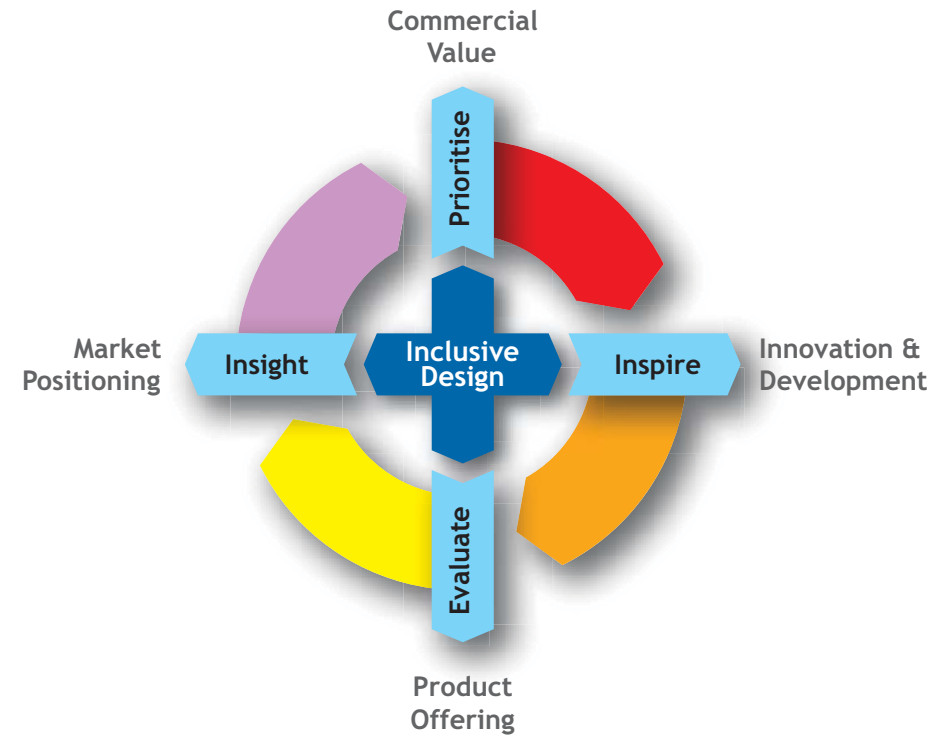 Commercial
Value
Prioritise
Market
Positioning
Insight
Inclusive
Design
Inspire
Innovation &
Development
Evaluate
Product
Offering